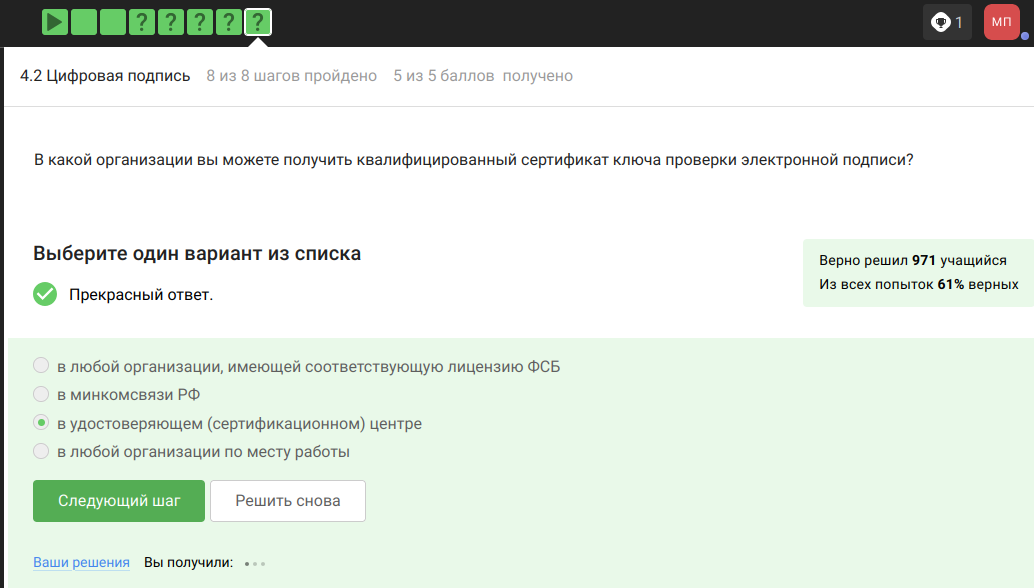 ? ? ? ? ?
1
МП
4.2 Цифровая подпись 8 из 8 шагов пройдено 5 из 5 баллов получено
В какой организации вы можете получить квалифицированный сертификат ключа проверки электронной подписи?
Выберите один вариант из списка
Прекрасный ответ.
Верно решил 971 учащийся
Из всех попыток 61% верных
в любой организации, имеющей соответствующую лицензию ФСБ
в минкомсвязи РФ
в удостоверяющем (сертификационном) центре
в любой организации по месту работы
Следующий шаг Решить снова
Ваши решения Вы получили: